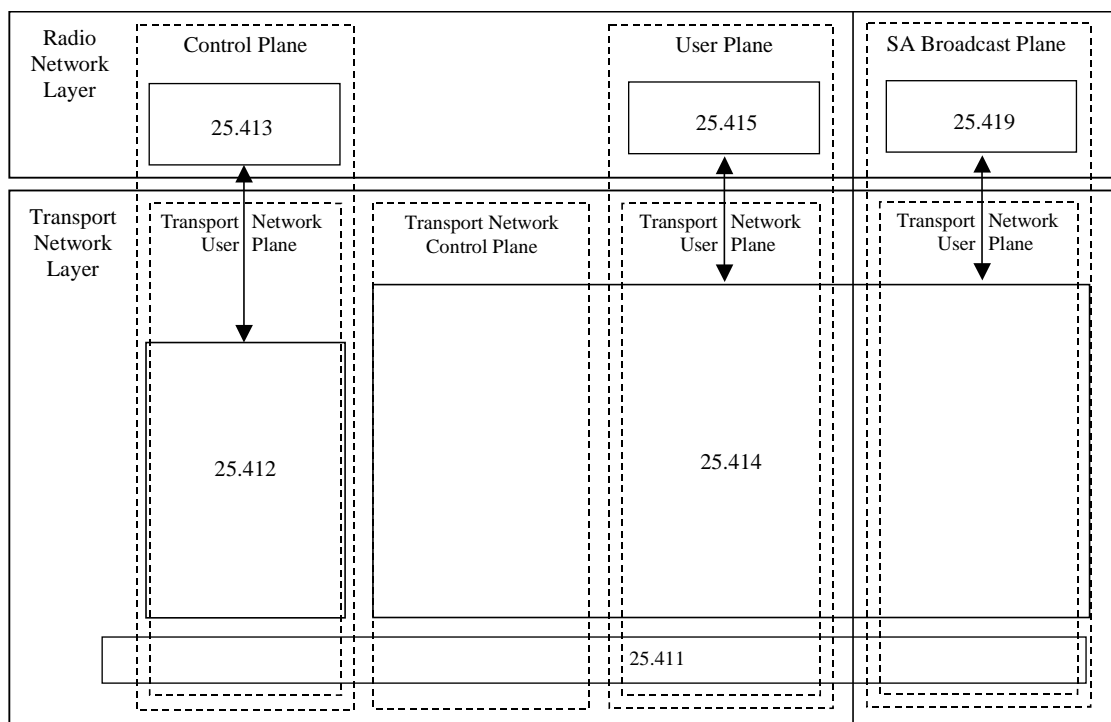 Radio
Network
Layer
Control Plane
User Plane
SA Broadcast Plane
25.413
25.415
25.419
Transport
Network
Layer
Transport Network
User Plane
Transport Network
Control Plane
Transport Network
User Plane
Transport Network
User Plane
25.412
25.414
25.411